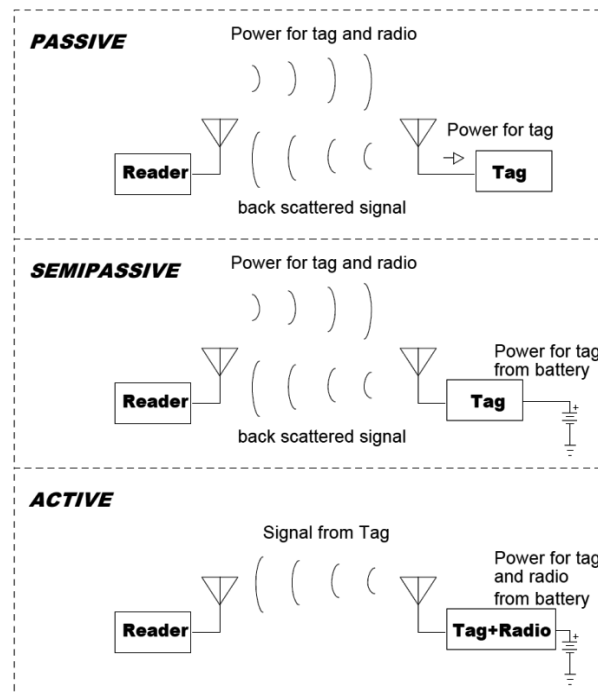 PASSIVE
Power for tag and radio
Power for tag
Reader
Tag
back scattered signal
SEMIPASSIVE
Power for tag and radio
Power for tag
from battery
Reader
Tag
+
back scattered signal
ACTIVE
Signal from Tag
Power for tag
and radio
from battery
Reader
Tag+Radio
+